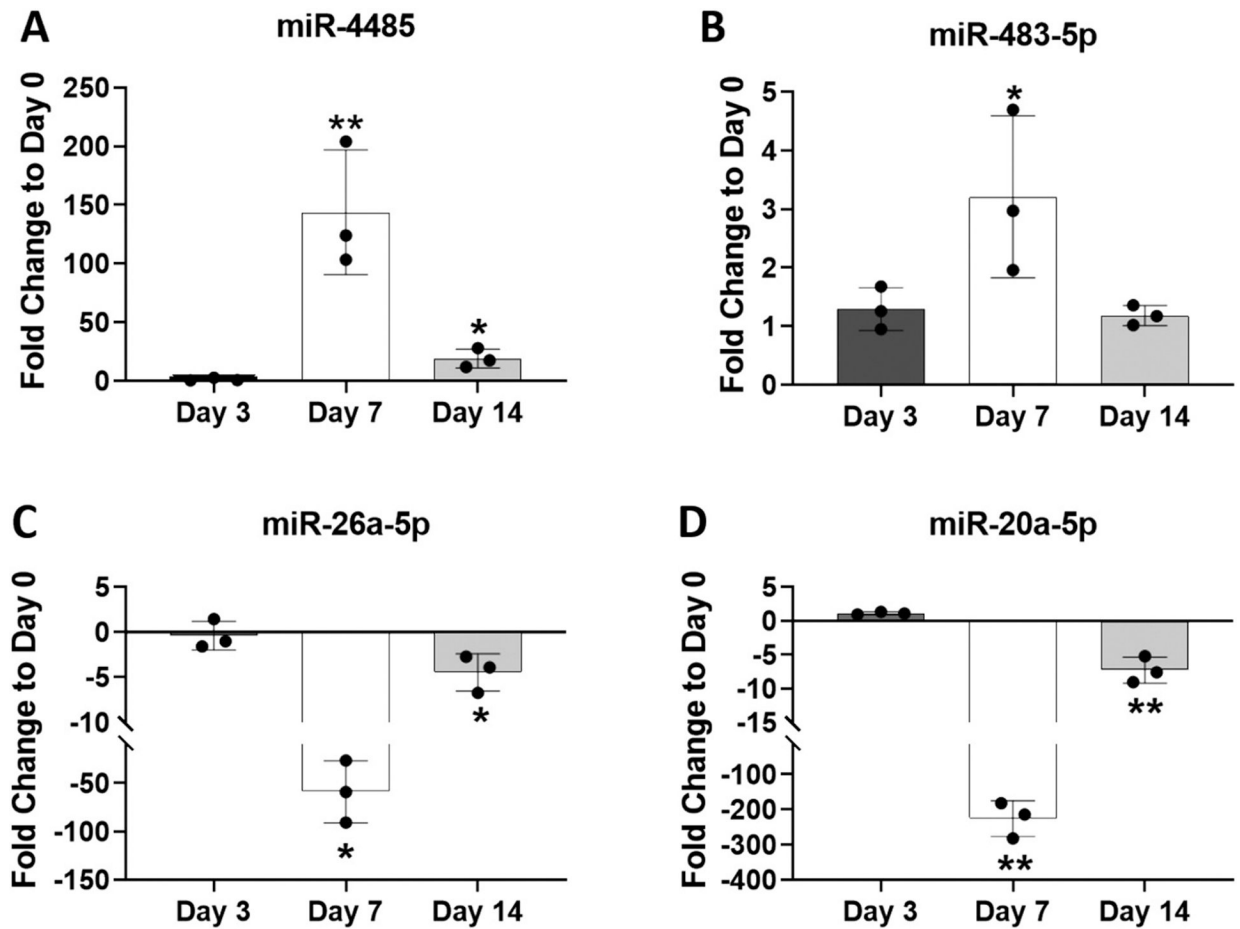 A
miR-4485
Fold Change to Day 0
250
200
150
100
50
0
**
*
Day 3 Day 7 Day 14
B
miR-483-5p
Fold Change to Day 0
5
4
3
2
1
0
*
Day 3 Day 7 Day 14
C
miR-26a-5p
Fold Change to Day 0
5
0
-5
-10
-50
-100
-150
*
*
Day 3 Day 7 Day 14
D
miR-20a-5p
Fold Change to Day 0
5
0
-5
-10
-15
-100
-200
-300
-400
**
**
Day 3 Day 7 Day 14